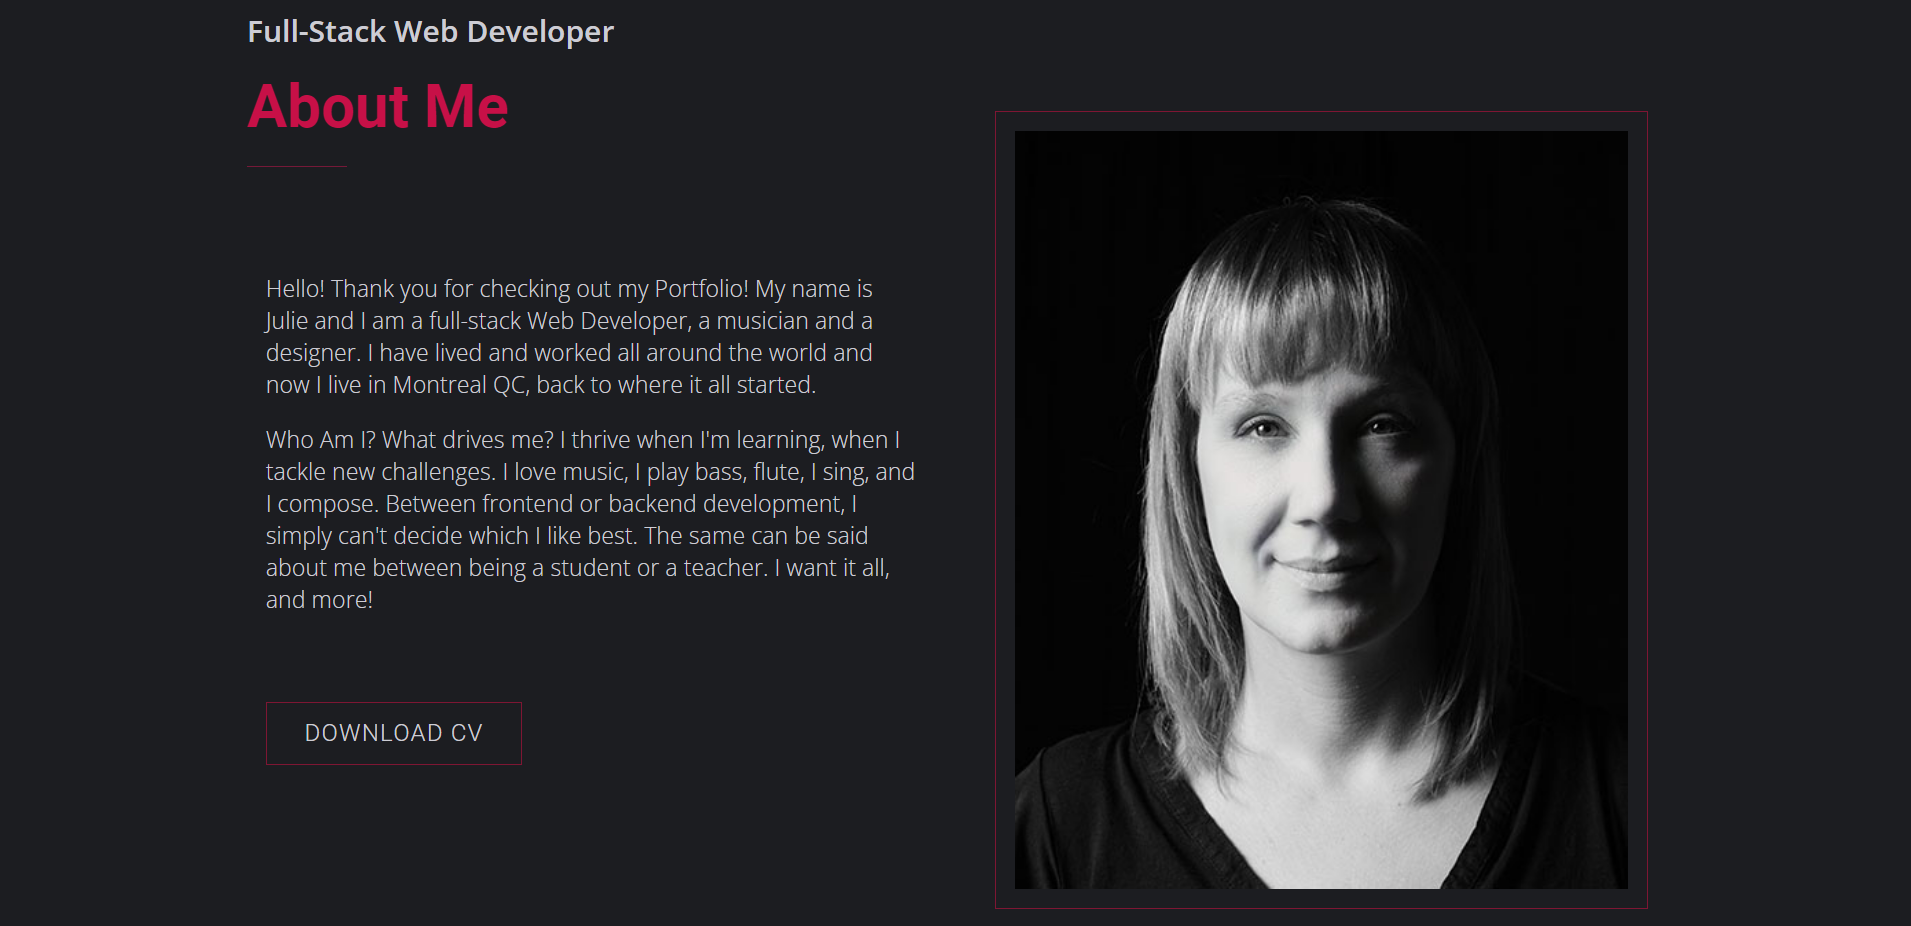 Full-Stack Web Developer
About Me
Hello! Thank you for checking out my Portfolio! My name is
Julie and I am a full-stack Web Developer, a musician and a
designer. I have lived and worked all around the world and
now I live in Montreal QC, back to where it all started.
Who Am I? What drives me? I thrive when I'm learning, when I
tackle new challenges. I love music, I play bass, flute, I sing, and
I compose. Between frontend or backend development, I
simply can't decide which I like best. The same can be said
about me between being a student or a teacher. I want it all,
and more!
DOWNLOAD CV